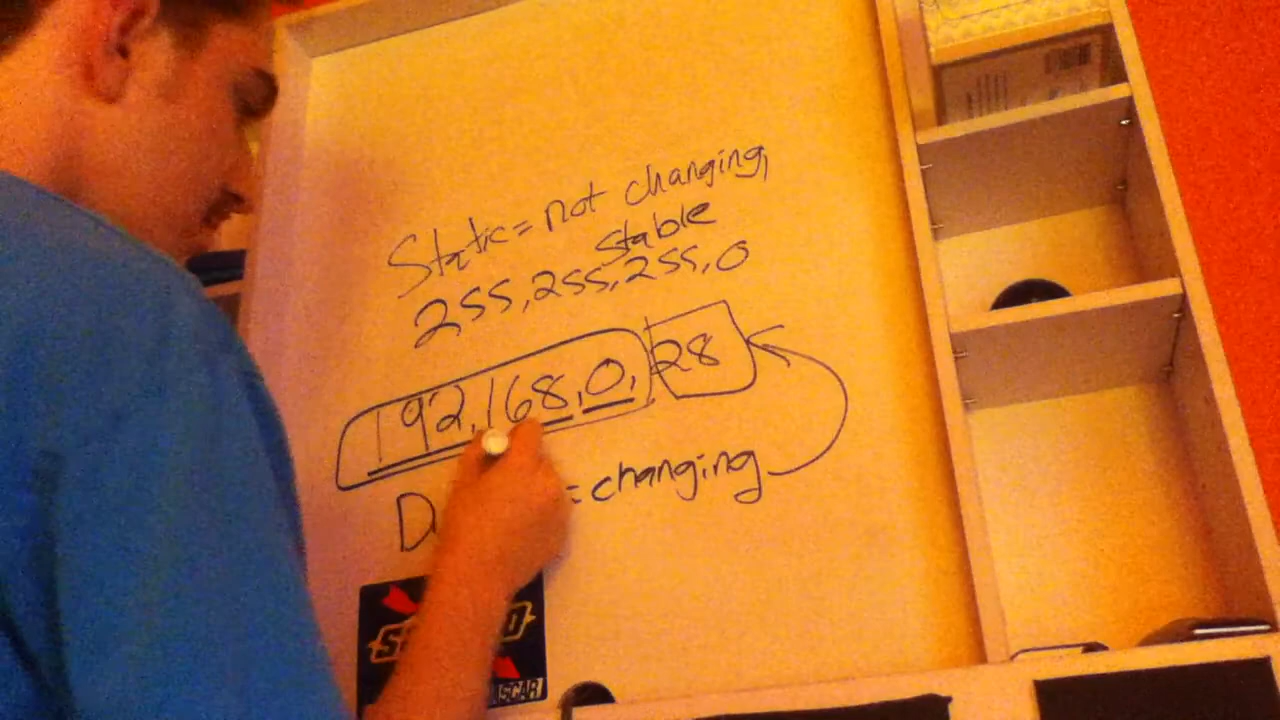 Static = not changing,
stable
255,255,255,0
192,168,0,28
= changing